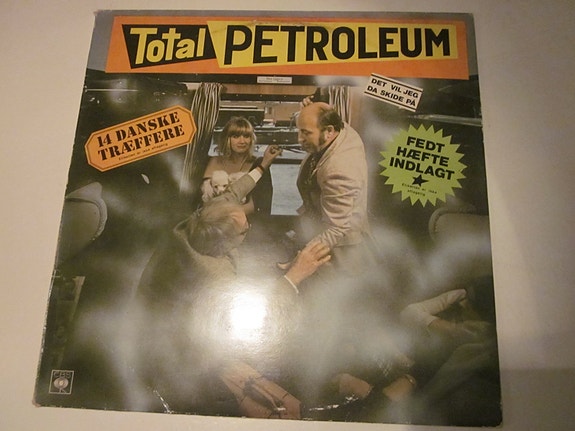 Total PETROLEUM
DET VIL JEG
DA SKIDE PÅ
14 DANSKE
TRÆFFERE
FEDT
HÆFTE
INDLAGT